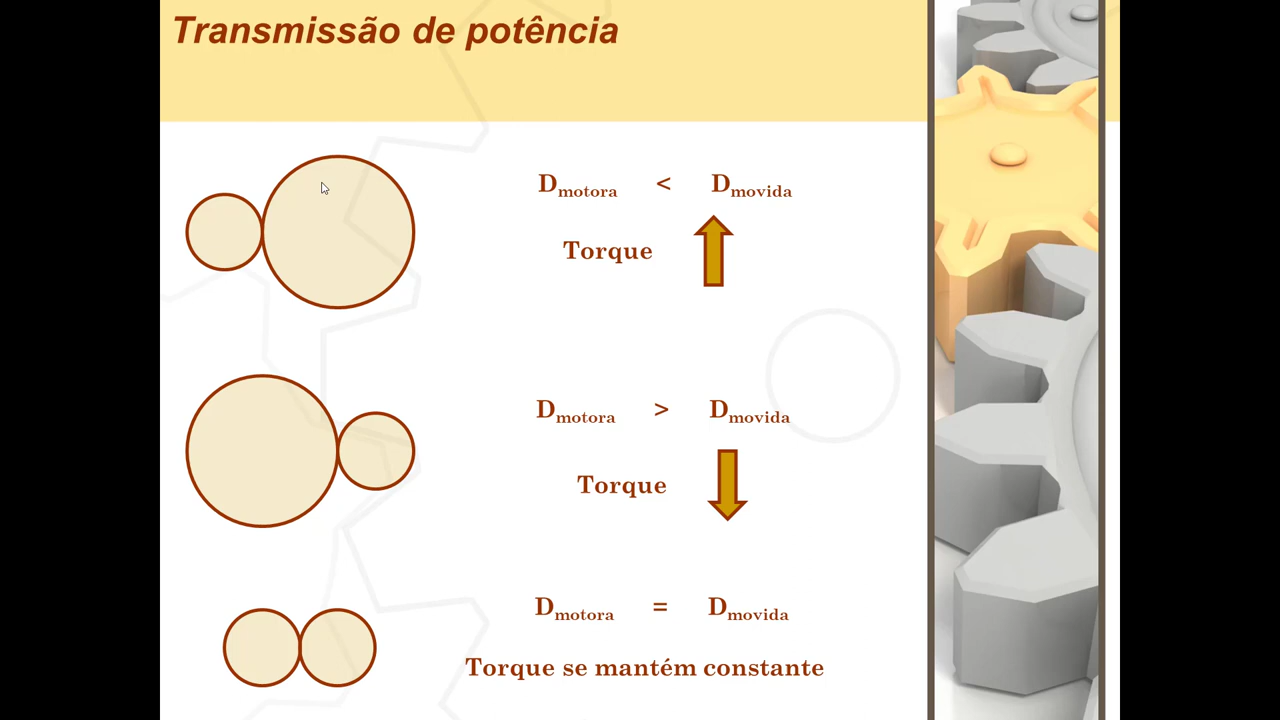 Transmissão de potência
Dmotora < Dmovida
Torque
Dmotora > Dmovida
Torque
Dmotora = Dmovida
Torque se mantém constante